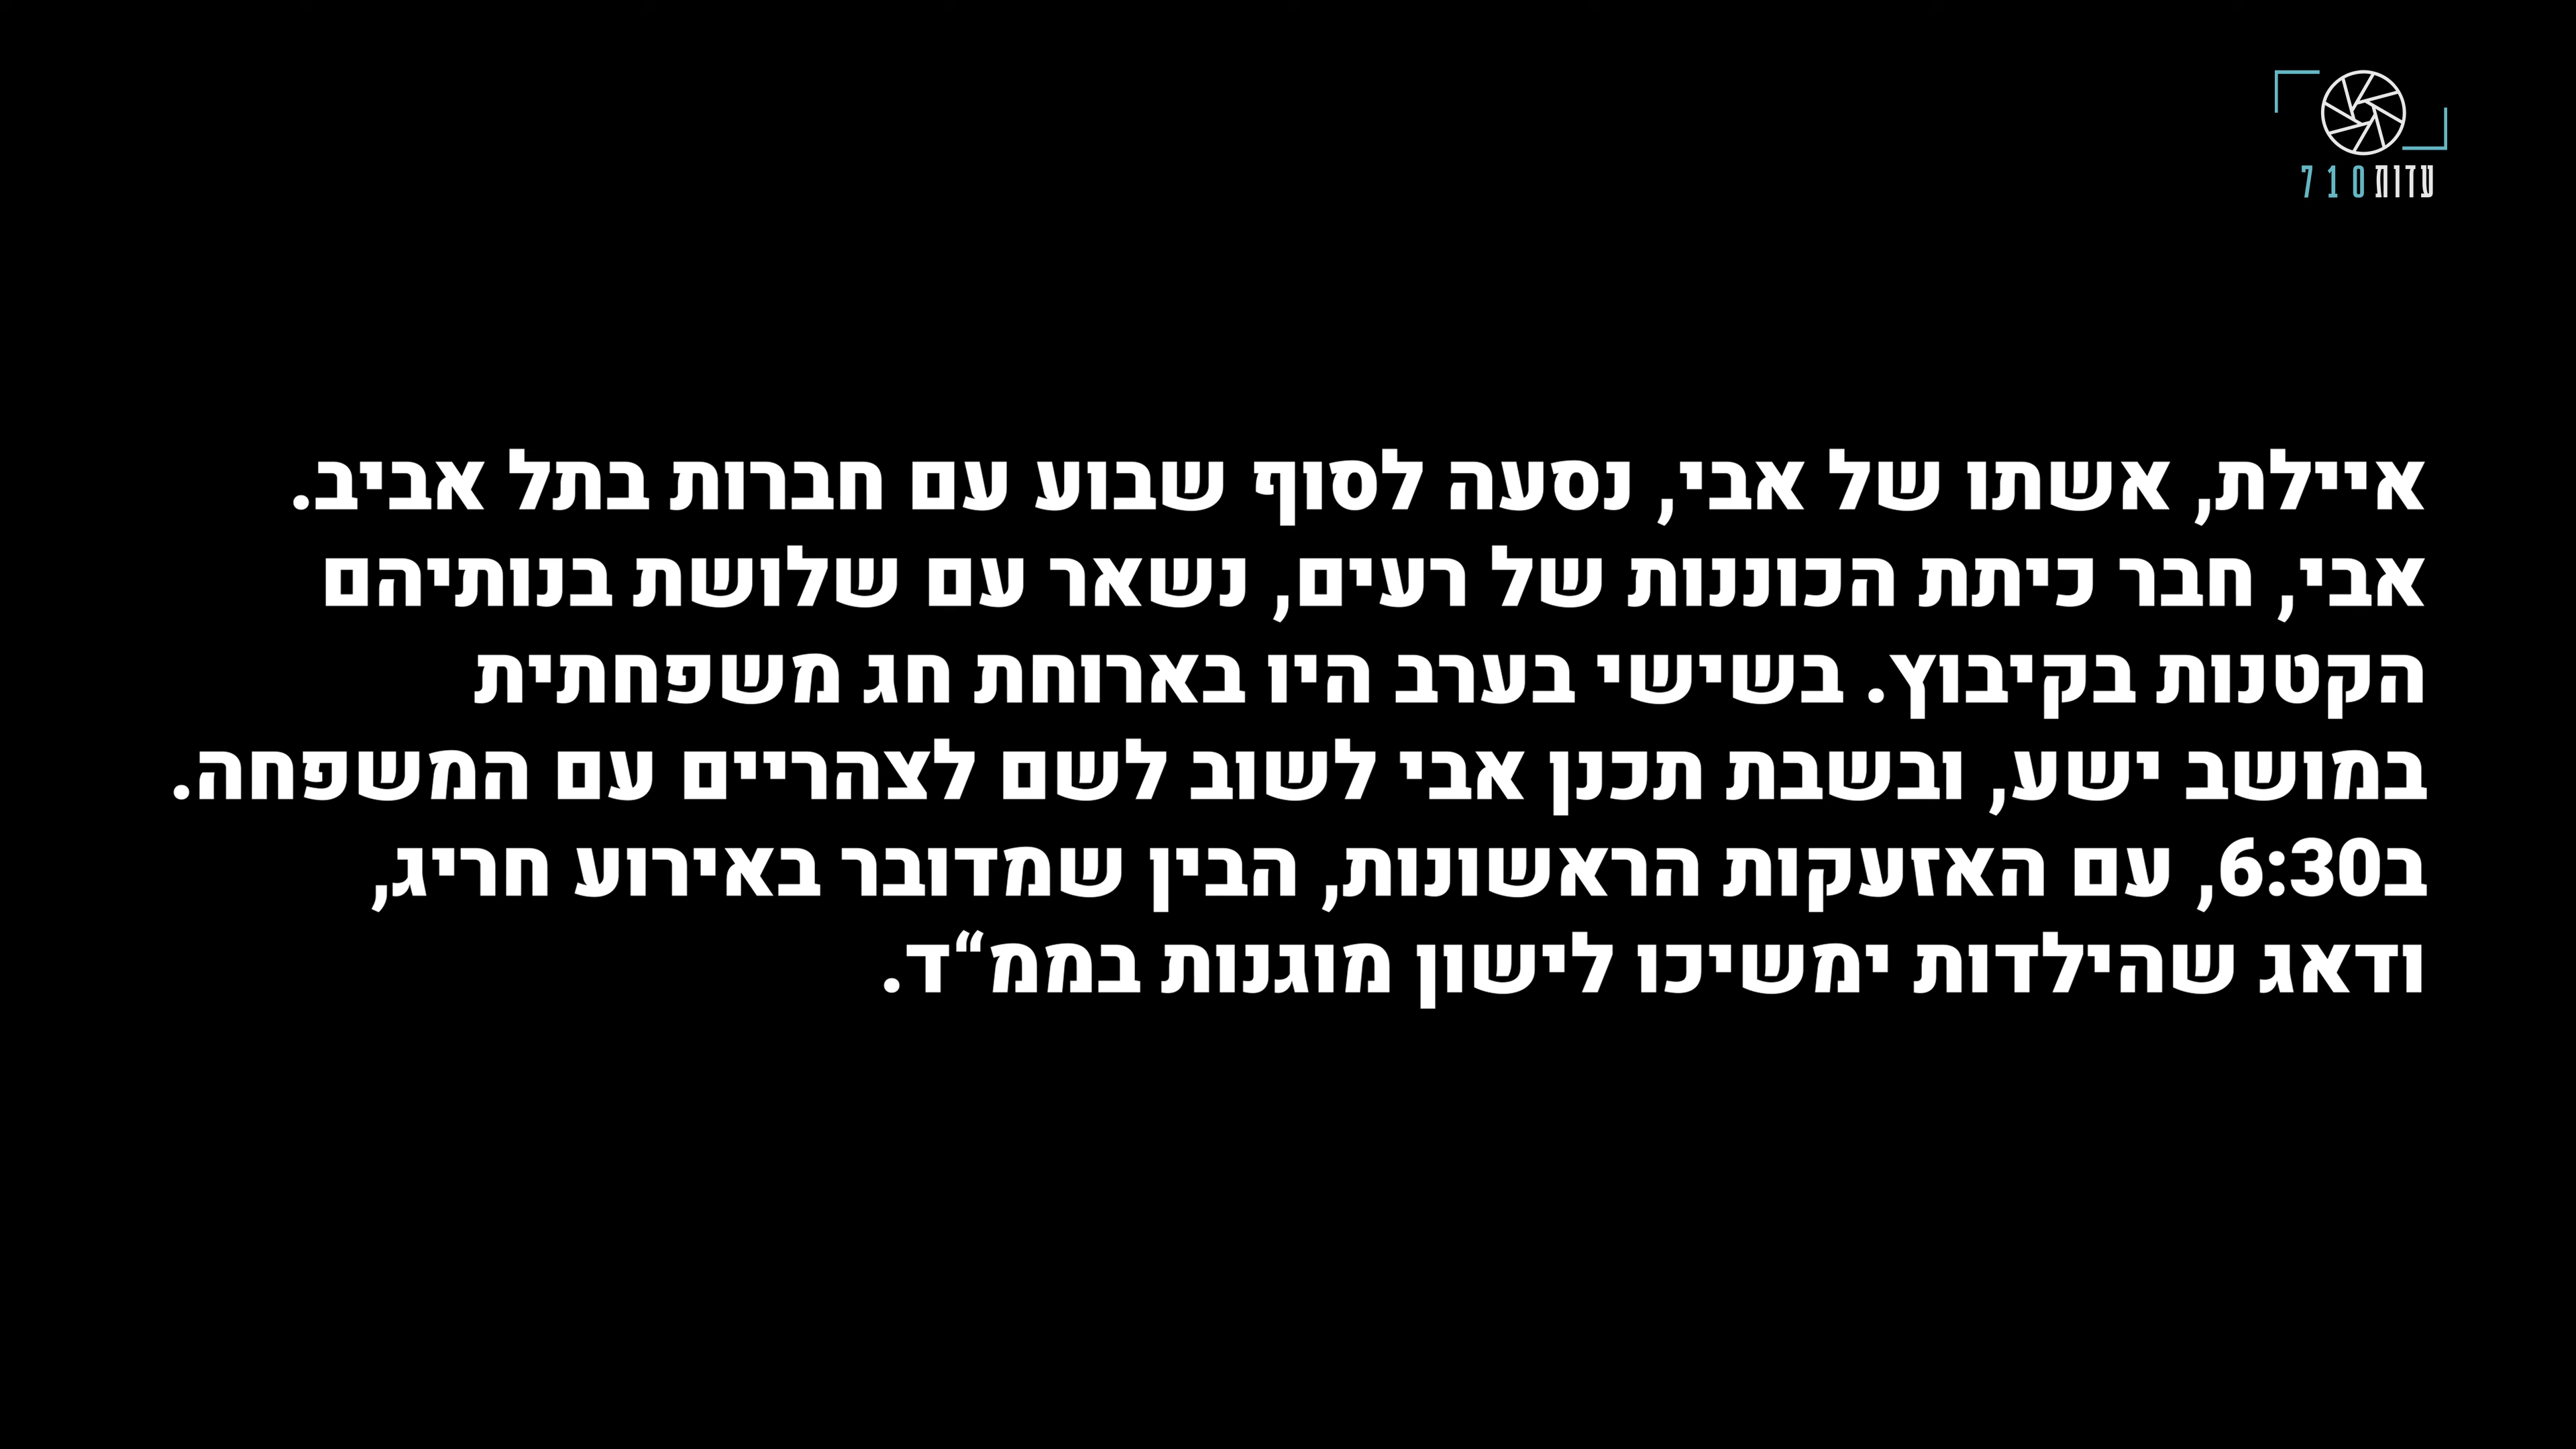 עדות710
איילת, אשתו של אבי, נסעה לסוף שבוע עם חברות בתל אביב.
אבי, חבר כיתת הכוננות של רעים, נשאר עם שלושת בנותיהם
הקטנות בקיבוץ. בשישי בערב היו בארוחת חג משפחתית
במושב ישע, ובשבת תכנן אבי לשוב לשם לצהריים עם המשפחה.
ב6:30, עם האזעקות הראשונות, הבין שמדובר באירוע חריג,
ודאג שהילדות ימשיכו לישון מוגנות בממ“ד.